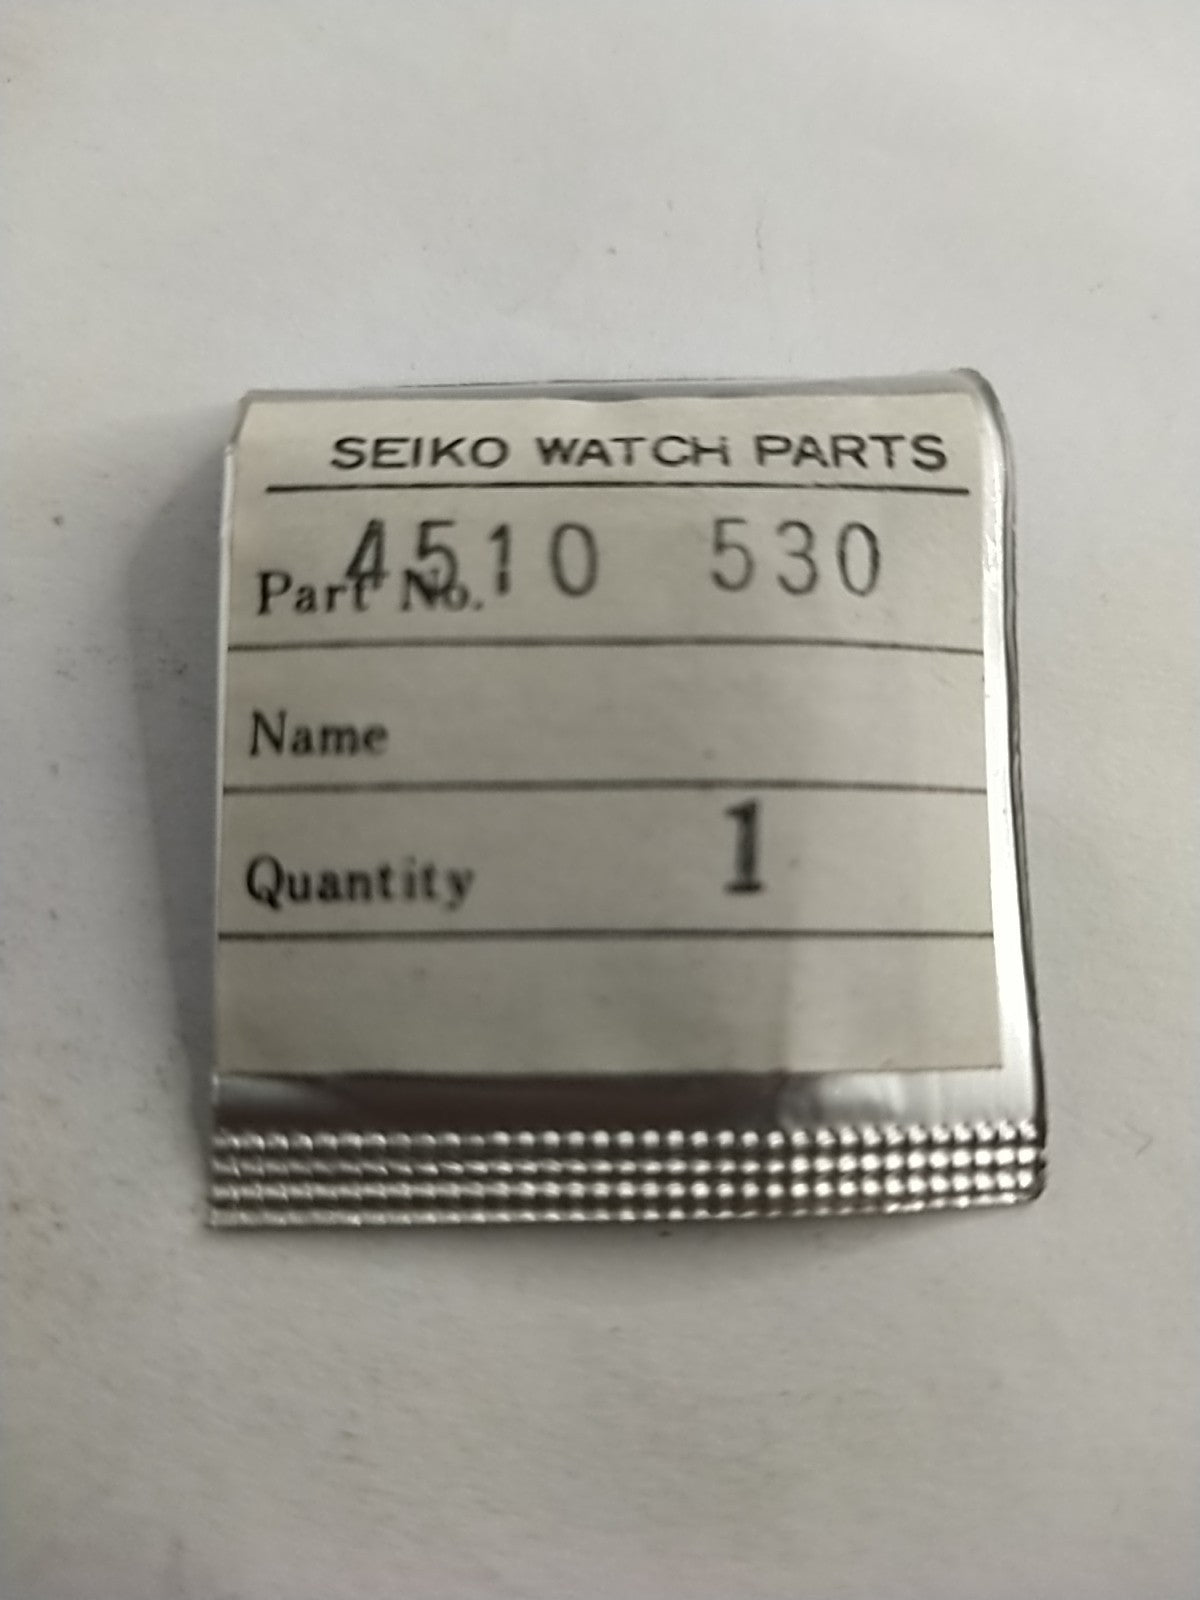 SEIKO WATCH PARTS
Part No. 4510 530
Name
Quantity 1